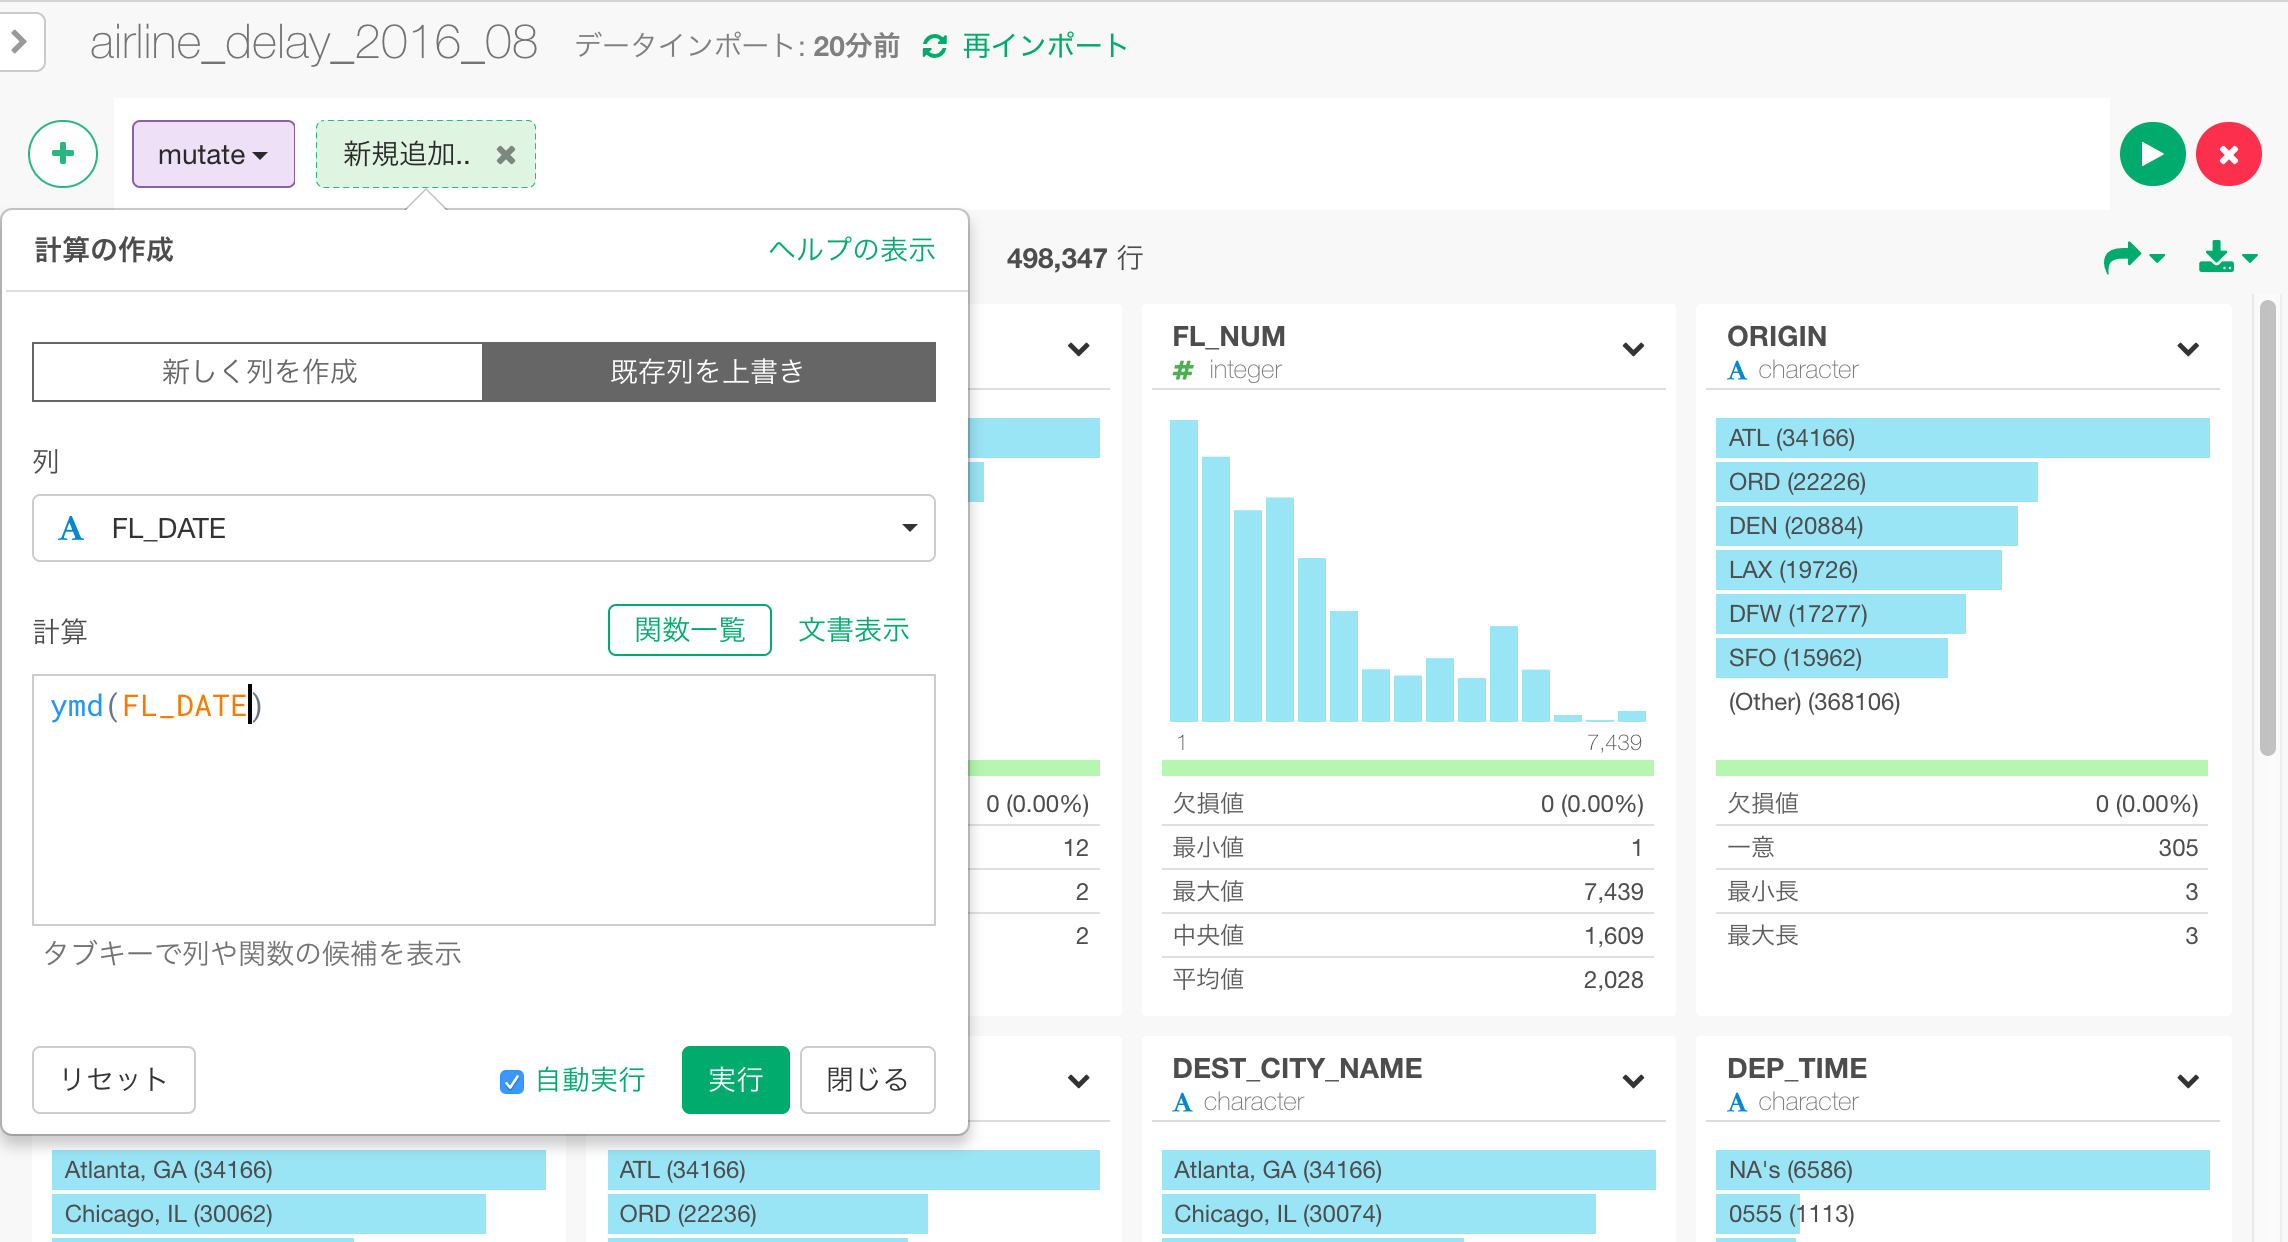 airline_delay_2016_08 データインポート: 20分前 再インポート
mutate 新規追加..
計算の作成 ヘルプの表示
新しく列を作成 既存列を上書き
列
A FL_DATE
計算 関数一覧 文書表示
ymd(FL_DATE)
タブキーで列や関数の候補を表示
リセット 自動実行 実行 閉じる
498,347 行
0 (0.00%)
12
2
2
FL_NUM
# integer
1 7,439
欠損値 0 (0.00%)
最小値 1
最大値 7,439
中央値 1,609
平均値 2,028
ORIGIN
A character
ATL (34166)
ORD (22226)
DEN (20884)
LAX (19726)
DFW (17277)
SFO (15962)
(Other) (368106)
欠損値 0 (0.00%)
一意 305
最小長 3
最大長 3
Atlanta, GA (34166)
Chicago, IL (30062)
ATL (34166)
ORD (22236)
DEST_CITY_NAME
A character
Atlanta, GA (34166)
Chicago, IL (30074)
DEP_TIME
A character
NA's (6586)
0555 (1113)